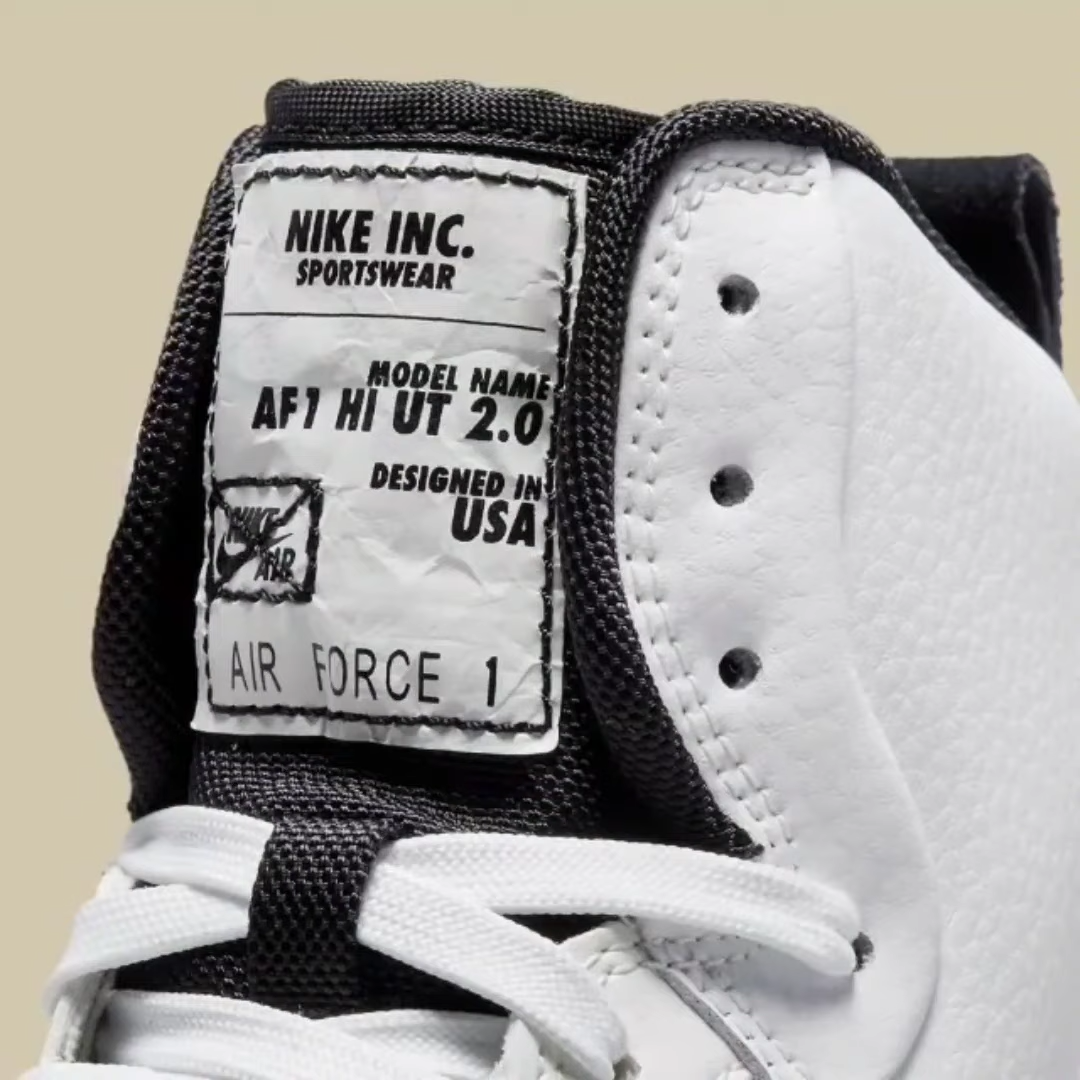 NIKE INC.
SPORTSWEAR
MODEL NAME
AF1 HI UT 2.0
DESIGNED IN
USA
NIKE
AIR
AIR FORCE 1